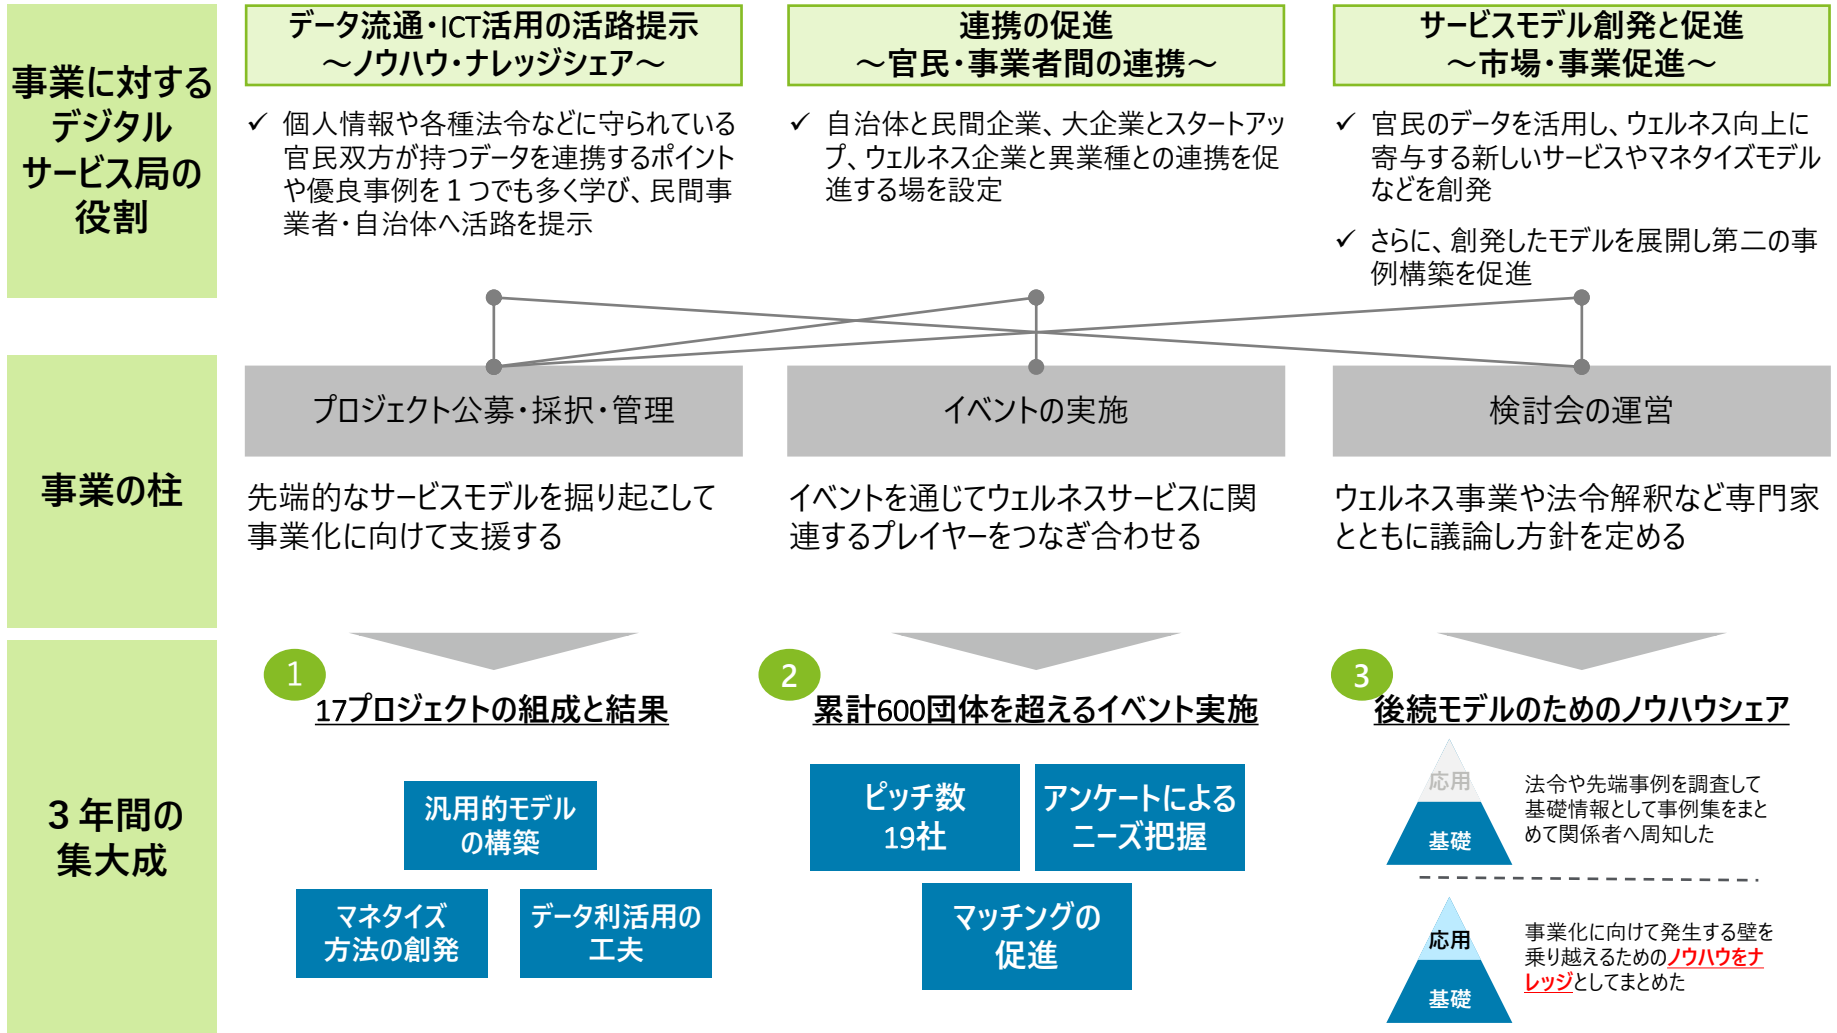 事業に対する
デジタル
サービス局の
役割
データ流通・ICT活用の活路提示
～ノウハウ・ナレッジシェア～
✓ 個人情報や各種法令などに守られている
官民双方が持つデータを連携するポイント
や優良事例を１つでも多く学び、民間事
業者・自治体へ活路を提示
連携の促進
～官民・事業者間の連携～
✓ 自治体と民間企業、大企業とスタートアッ
プ、ウェルネス企業と異業種との連携を促
進する場を設定
サービスモデル創発と促進
～市場・事業促進～
✓ 官民のデータを活用し、ウェルネス向上に
寄与する新しいサービスやマネタイズモデル
などを創発
✓ さらに、創発したモデルを展開し第二の事
例構築を促進
事業の柱
プロジェクト公募・採択・管理
先端的なサービスモデルを掘り起こして
事業化に向けて支援する
イベントの実施
イベントを通じてウェルネスサービスに関
連するプレイヤーをつなぎ合わせる
検討会の運営
ウェルネス事業や法令解釈など専門家
とともに議論し方針を定める
３年間の
集大成
1
17プロジェクトの組成と結果
汎用的モデル
の構築
マネタイズ
方法の創発
データ利活用の
工夫
2
累計600団体を超えるイベント実施
ピッチ数
19社
アンケートによる
ニーズ把握
マッチングの
促進
3
後続モデルのためのノウハウシェア
応用
基礎
法令や先端事例を調査して
基礎情報として事例集をまと
めて関係者へ周知した
応用
基礎
事業化に向けて発生する壁を
乗り越えるためのノウハウをナ
レッジとしてまとめた